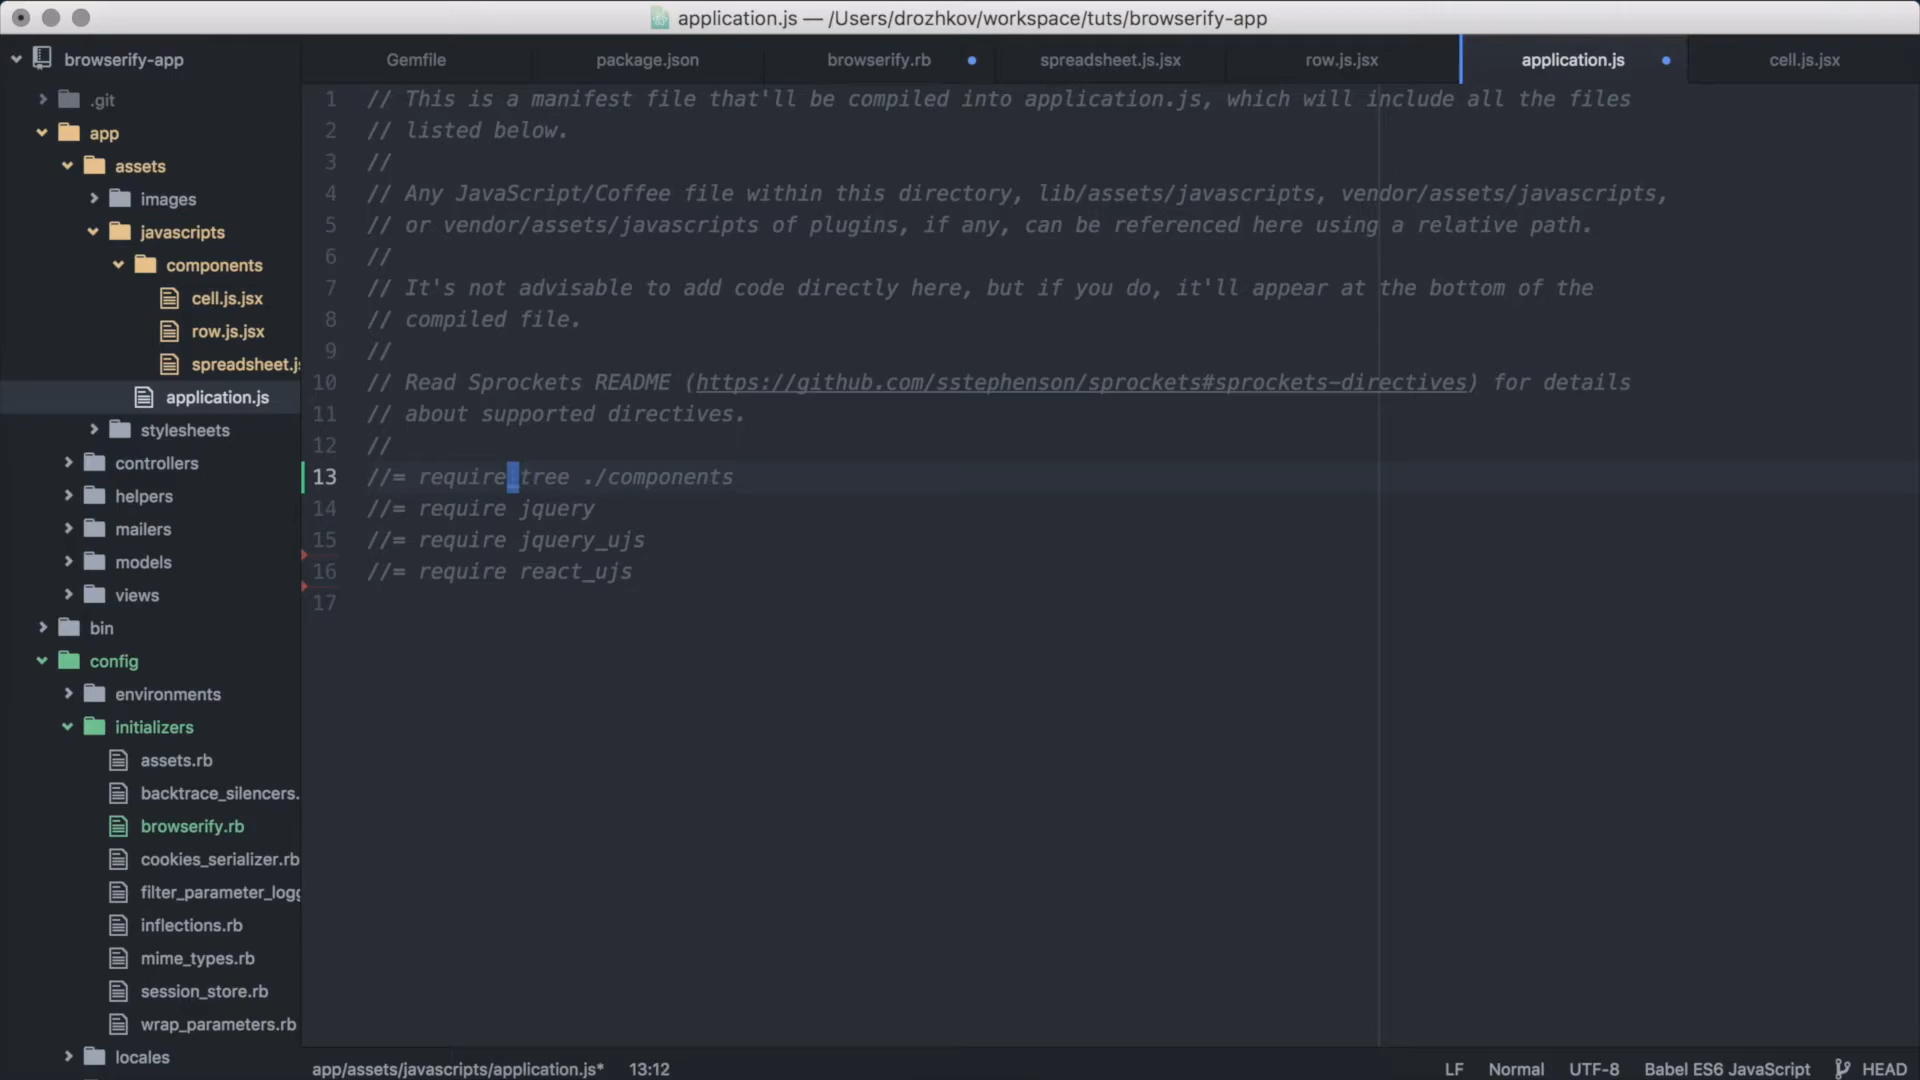 application.js — /Users/drozhkov/workspace/tuts/browserify-app
browserify-app
.git
app
assets
images
javascripts
components
cell.js.jsx
row.js.jsx
spreadsheet.js
application.js
stylesheets
controllers
helpers
mailers
models
views
bin
config
environments
initializers
assets.rb
backtrace_silencers.
browserify.rb
cookies_serializer.rb
filter_parameter_logg
inflections.rb
mime_types.rb
session_store.rb
wrap_parameters.rb
locales
Gemfile package.json browserify.rb spreadsheet.js.jsx row.js.jsx application.js cell.js.jsx
1 // This is a manifest file that'll be compiled into application.js, which will include all the files
2 // listed below.
3 //
4 // Any JavaScript/Coffee file within this directory, lib/assets/javascripts, vendor/assets/javascripts,
5 // or vendor/assets/javascripts of plugins, if any, can be referenced here using a relative path.
6 //
7 // It's not advisable to add code directly here, but if you do, it'll appear at the bottom of the
8 // compiled file.
9 //
10 // Read Sprockets README (https://github.com/sstephenson/sprockets#sprockets-directives) for details
11 // about supported directives.
12 //
13 //= require_tree ./components
14 //= require jquery
15 //= require jquery_ujs
16 //= require react_ujs
17
app/assets/javascripts/application.js* 13:12 LF Normal UTF-8 Babel ES6 JavaScript HEAD